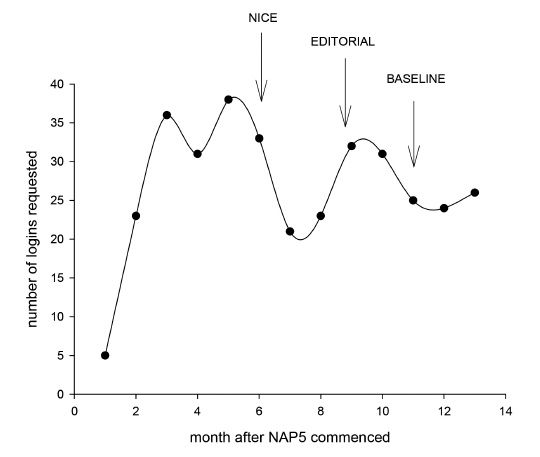 NICE
EDITORIAL
BASELINE
40
35
30
25
20
15
10
5
0
number of logins requested
0 2 4 6 8 10 12 14
month after NAP5 commenced